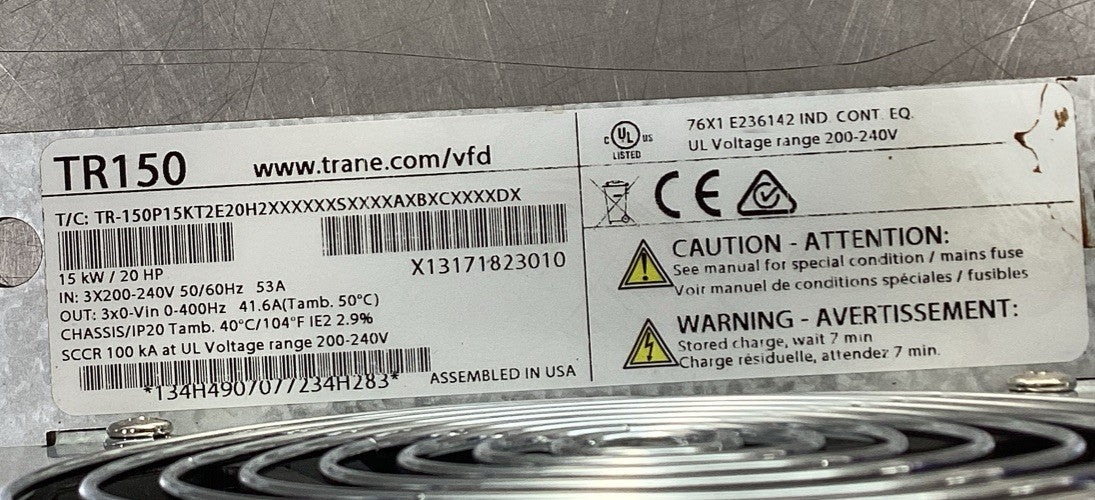 TR150 www.trane.com/vfd
T/C: TR-150P15KT2E20H2XXXXXXSXXXXAXBXCXXXXDX
X13171823010
15 kW / 20 HP
IN: 3X200-240V 50/60Hz 53A
OUT: 3x0-Vin 0-400Hz 41.6A(Tamb. 50°C)
CHASSIS/IP20 Tamb. 40°C/104°F IE2 2.9%
SCCR 100 kA at UL Voltage range 200-240V
*134H4907077234H283*
ASSEMBLED IN USA
C UL US
LISTED
76X1 E236142 IND. CONT. EQ.
UL Voltage range 200-240V
CE
CAUTION - ATTENTION:
See manual for special condition / mains fuse
Voir manuel de conditions spéciales / fusibles
WARNING - AVERTISSEMENT:
Stored charge, wait 7 min
Charge résiduelle, attendez 7 min.